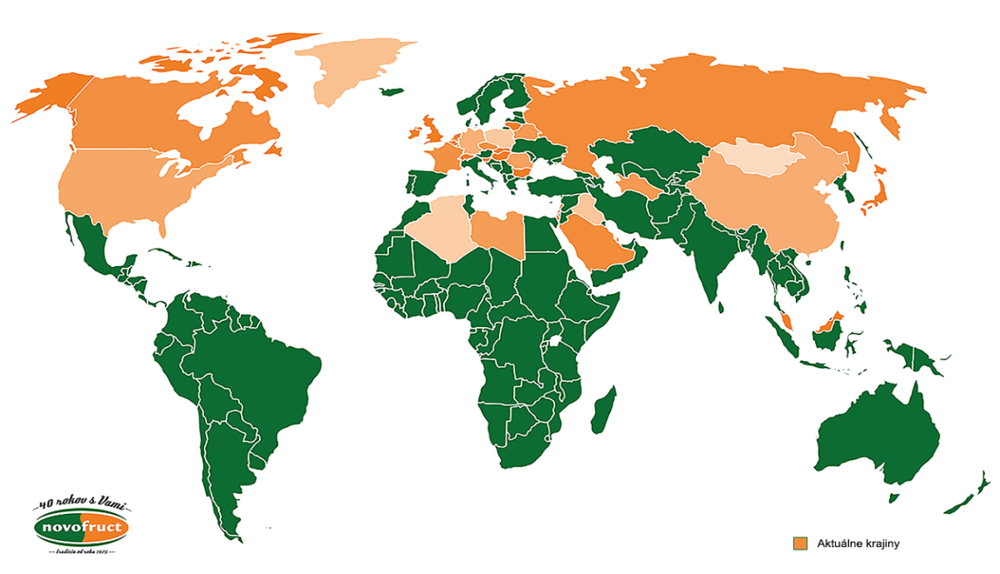 40 rokov s Vami
novofruct
tradícia od roku 1975
Aktuálne krajiny